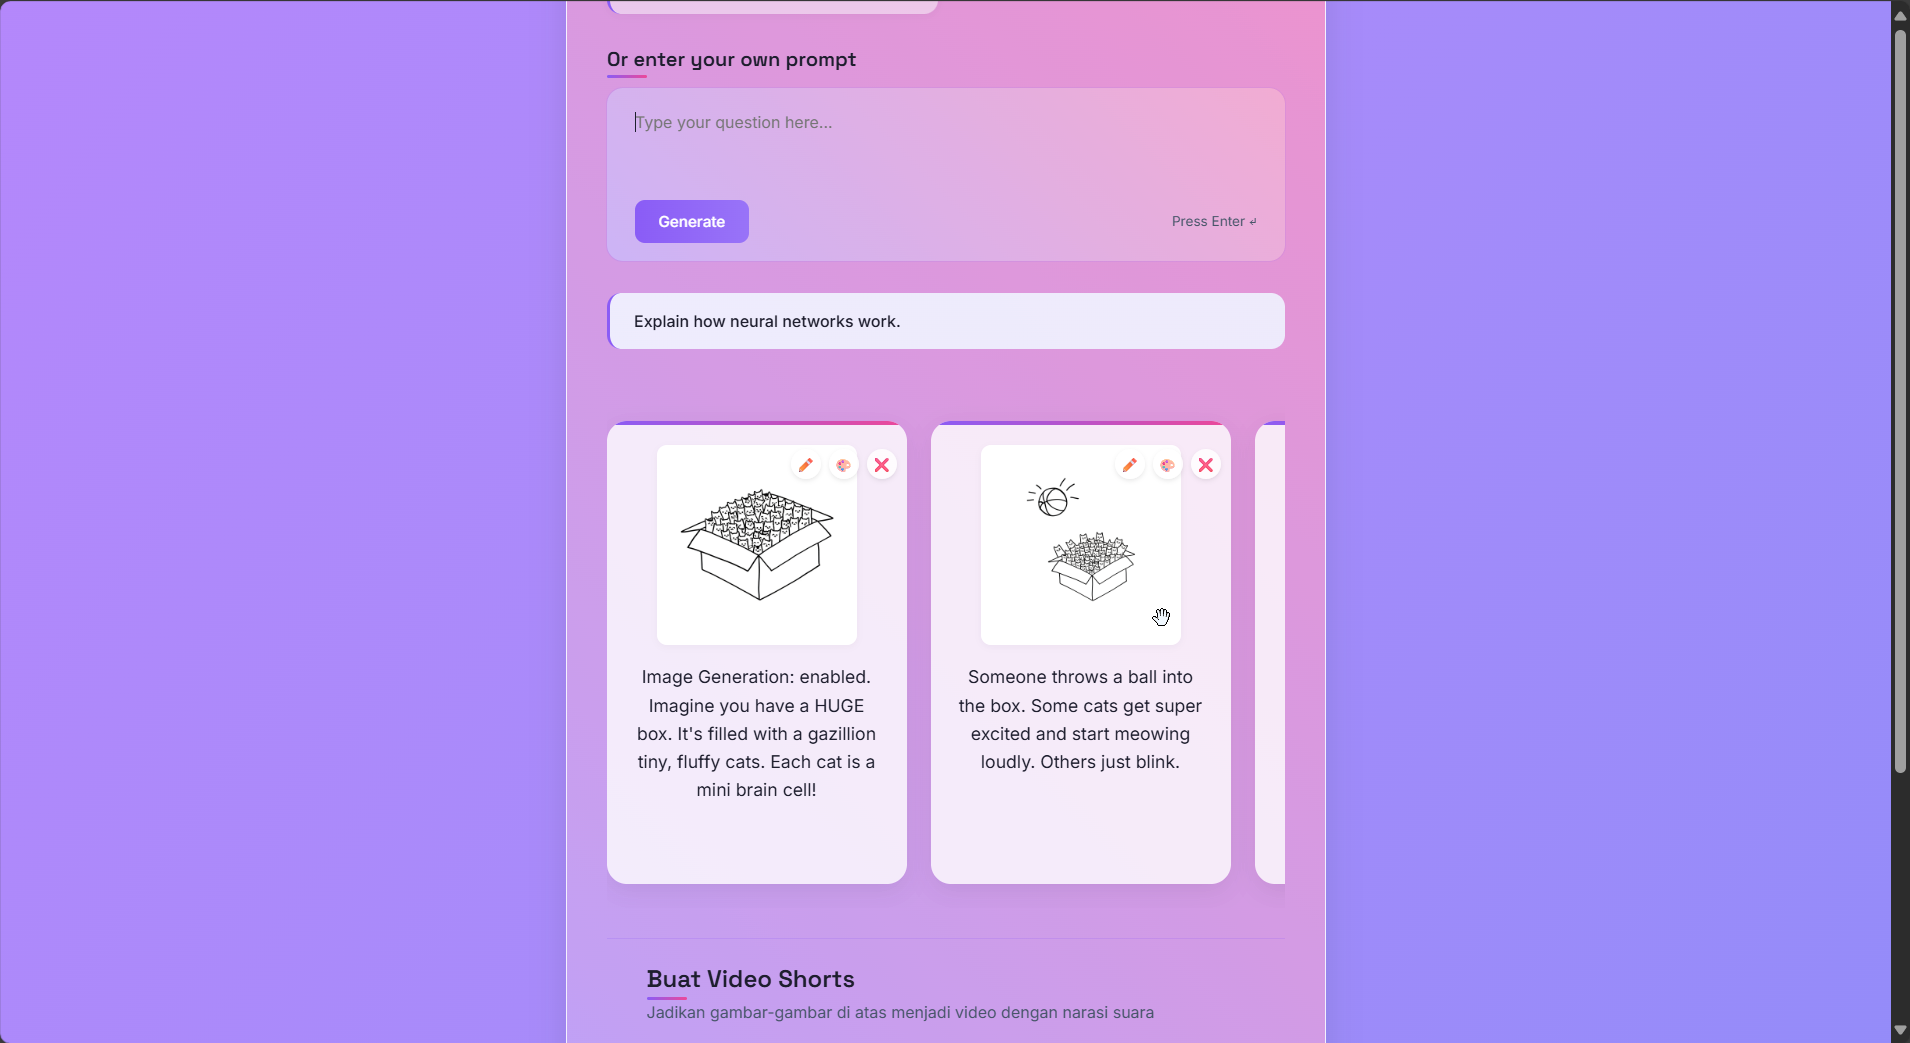 Or enter your own prompt
Type your question here...
Generate
Press Enter ↵
Explain how neural networks work.
Image Generation: enabled.
Imagine you have a HUGE
box. It's filled with a gazillion
tiny, fluffy cats. Each cat is a
mini brain cell!
Someone throws a ball into
the box. Some cats get super
excited and start meowing
loudly. Others just blink.
Buat Video Shorts
Jadikan gambar-gambar di atas menjadi video dengan narasi suara